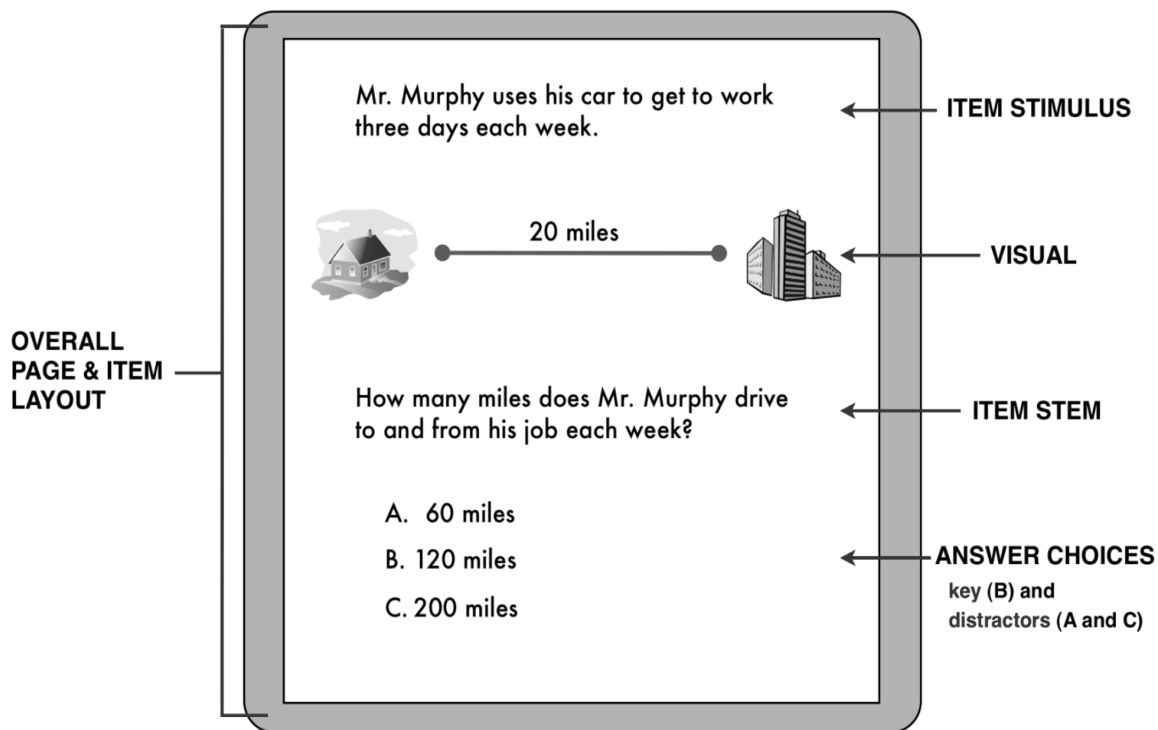 Mr. Murphy uses his car to get to work
three days each week.
ITEM STIMULUS
20 miles
VISUAL
OVERALL
PAGE & ITEM
LAYOUT
How many miles does Mr. Murphy drive
to and from his job each week?
ITEM STEM
A. 60 miles
B. 120 miles
C. 200 miles
ANSWER CHOICES
key (B) and
distractors (A and C)